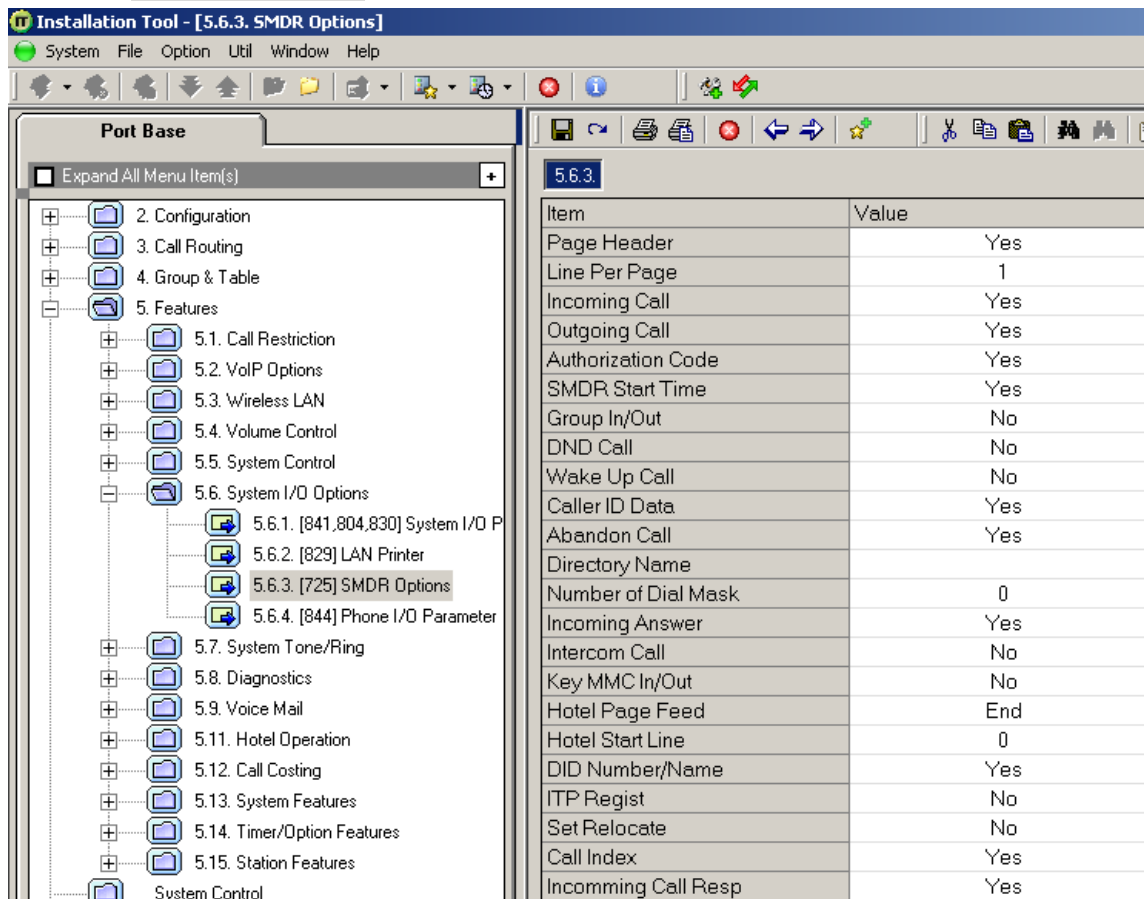 Installation Tool - [5.6.3. SMDR Options]
System File Option Util Window Help
Port Base
Expand All Menu Item(s)
2. Configuration
3. Call Routing
4. Group & Table
5. Features
5.1. Call Restriction
5.2. VoIP Options
5.3. Wireless LAN
5.4. Volume Control
5.5. System Control
5.6. System I/O Options
5.6.1. [841,804,830] System I/O P
5.6.2. [829] LAN Printer
5.6.3. [725] SMDR Options
5.6.4. [844] Phone I/O Parameter
5.7. System Tone/Ring
5.8. Diagnostics
5.9. Voice Mail
5.11. Hotel Operation
5.12. Call Costing
5.13. System Features
5.14. Timer/Option Features
5.15. Station Features
System Control
5.6.3.
Item Value
Page Header Yes
Line Per Page 1
Incoming Call Yes
Outgoing Call Yes
Authorization Code Yes
SMDR Start Time Yes
Group In/Out No
DND Call No
Wake Up Call No
Caller ID Data Yes
Abandon Call Yes
Directory Name
Number of Dial Mask 0
Incoming Answer Yes
Intercom Call No
Key MMC In/Out No
Hotel Page Feed End
Hotel Start Line 0
DID Number/Name Yes
ITP Regist No
Set Relocate No
Call Index Yes
Incomming Call Resp Yes